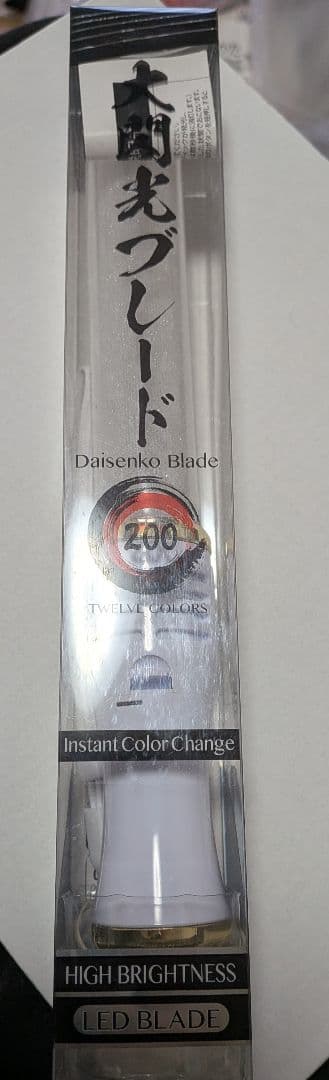 大閃光ブレード
Daisenko Blade
200
TWELVE COLORS
Instant Color Change
HIGH BRIGHTNESS
LED BLADE